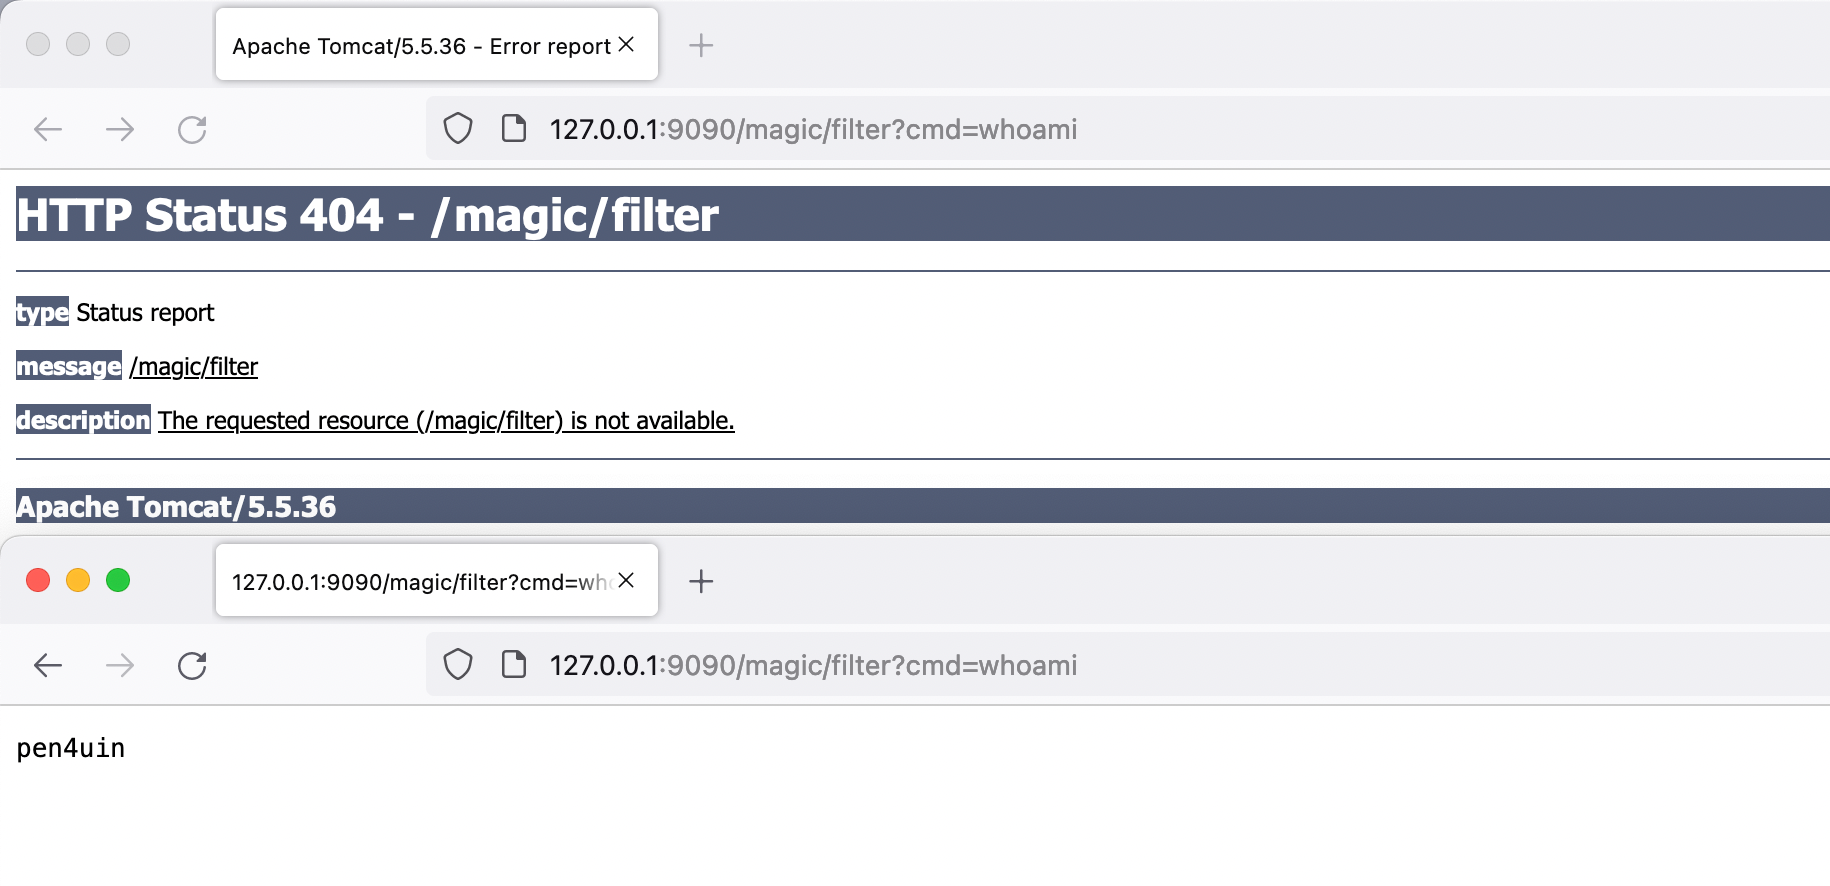 Apache Tomcat/5.5.36 - Error report
127.0.0.1:9090/magic/filter?cmd=whoami
HTTP Status 404 - /magic/filter
type Status report
message /magic/filter
description The requested resource (/magic/filter) is not available.
Apache Tomcat/5.5.36
127.0.0.1:9090/magic/filter?cmd=who
127.0.0.1:9090/magic/filter?cmd=whoami
pen4uin